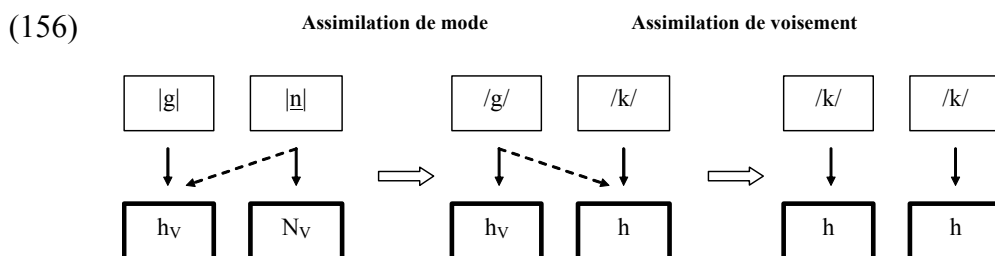 (156) Assimilation de mode Assimilation de voisement
|g| |n| /g/ /k/ /k/ /k/
hV NV hV h h h